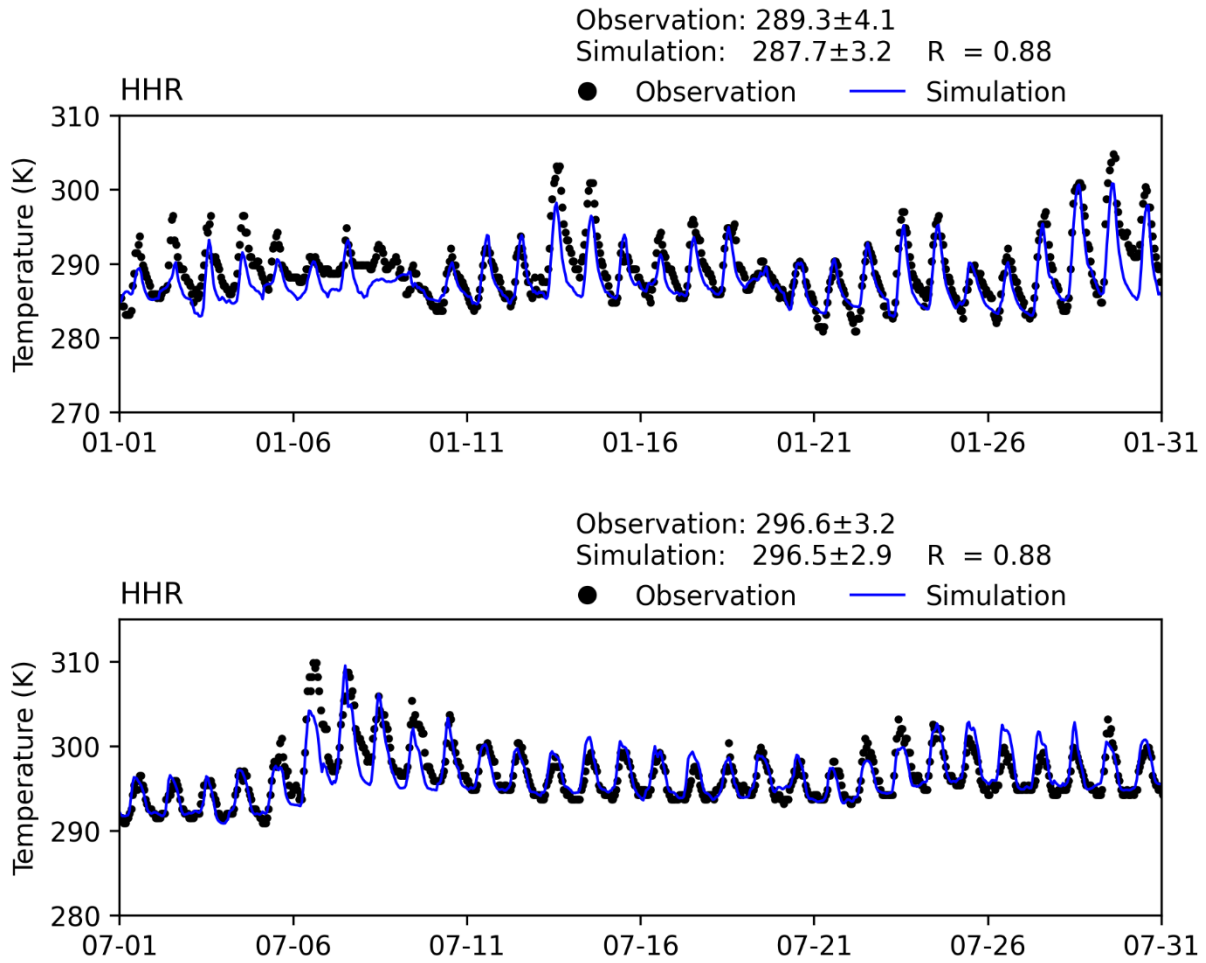 Observation: 289.3±4.1
Simulation: 287.7±3.2 R = 0.88
HHR
Observation Simulation
Temperature (K)
310
300
290
280
270
01-01 01-06 01-11 01-16 01-21 01-26 01-31
Observation: 296.6±3.2
Simulation: 296.5±2.9 R = 0.88
HHR
Observation Simulation
Temperature (K)
310
300
290
280
07-01 07-06 07-11 07-16 07-21 07-26 07-31